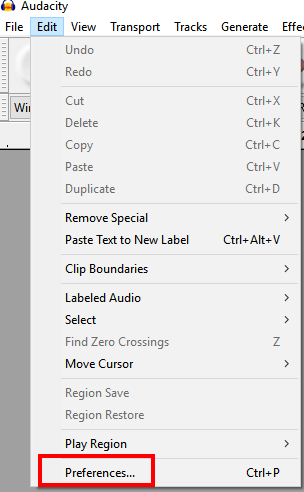 Audacity
File Edit View Transport Tracks Generate
Undo Ctrl+Z
Redo Ctrl+Y
Cut Ctrl+X
Delete Ctrl+K
Copy Ctrl+C
Paste Ctrl+V
Duplicate Ctrl+D
Remove Special
Paste Text to New Label Ctrl+Alt+V
Clip Boundaries
Labeled Audio
Select
Find Zero Crossings Z
Move Cursor
Region Save
Region Restore
Play Region
Preferences... Ctrl+P